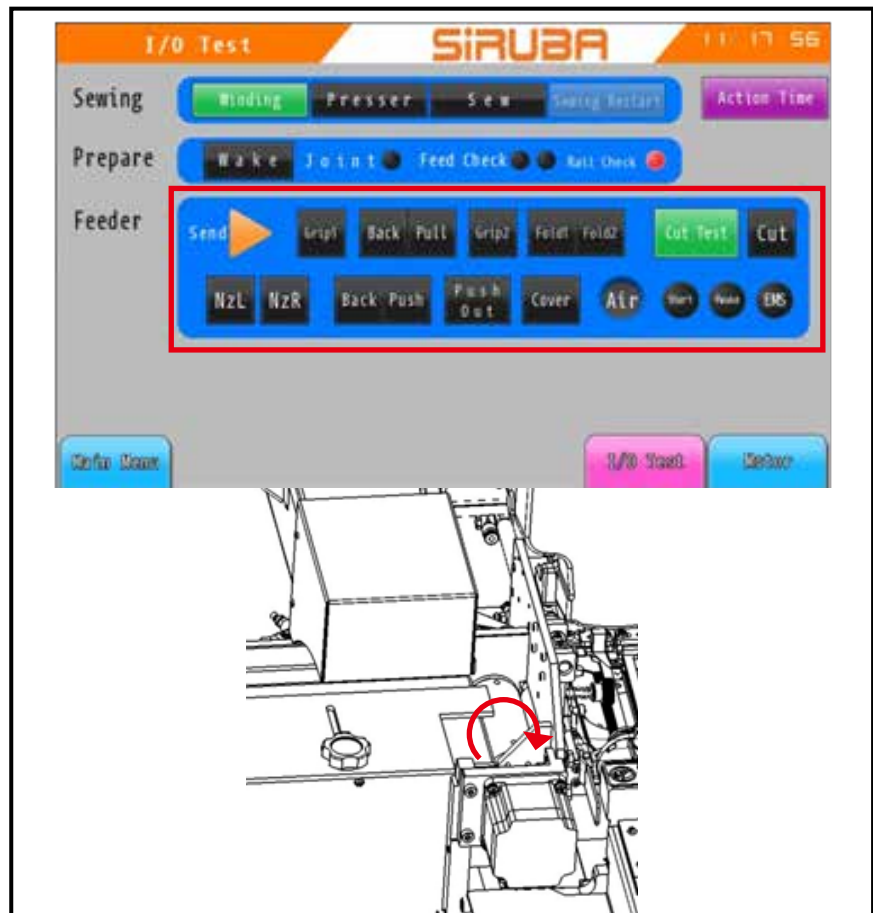 I/O Test SiRUBA 11 17 56
Sewing Winding Presser Sew Sewing Restart Action Time
Prepare Wake Joint Feed Check Rall Check
Feeder Send Grip1 Back Pull Grip2 Fold1 Fold2 Cut Test Cut
NzL NzR Back Push Push Out Cover Air Start Pause EMS
Main Menu I/O Test Motor